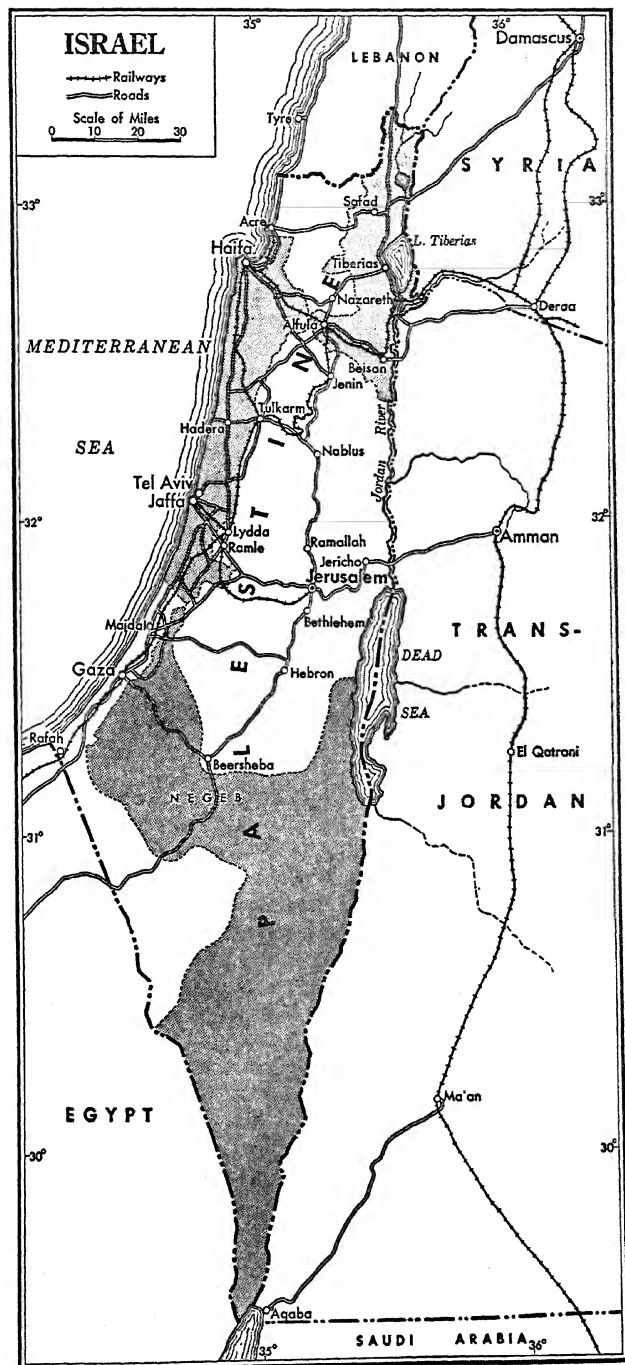 ISRAEL
Railways
Roads
Scale of Miles
0 10 20 30
35°
36°
Damascus
LEBANON
Tyre
SYRIA
33°
33°
Safad
Acre
L. Tiberias
Haifa
Tiberias
Nazareth
Deraa
Alfula
MEDITERRANEAN
Beisan
Jenin
Tulkarm
Hadera
SEA
Nablus
Jordan River
Tel Aviv
Jaffa
32°
32°
Lydda
Ramle
Ramallah
Amman
Jericho
Jerusalem
Bethlehem
Majdal
TRANS-
DEAD
SEA
Gaza
Hebron
Rafah
El Qatrani
Beersheba
NEGEB
JORDAN
31°
31°
PALESTINE
EGYPT
Ma'an
30°
30°
Aqaba
SAUDI ARABIA
35°
36°